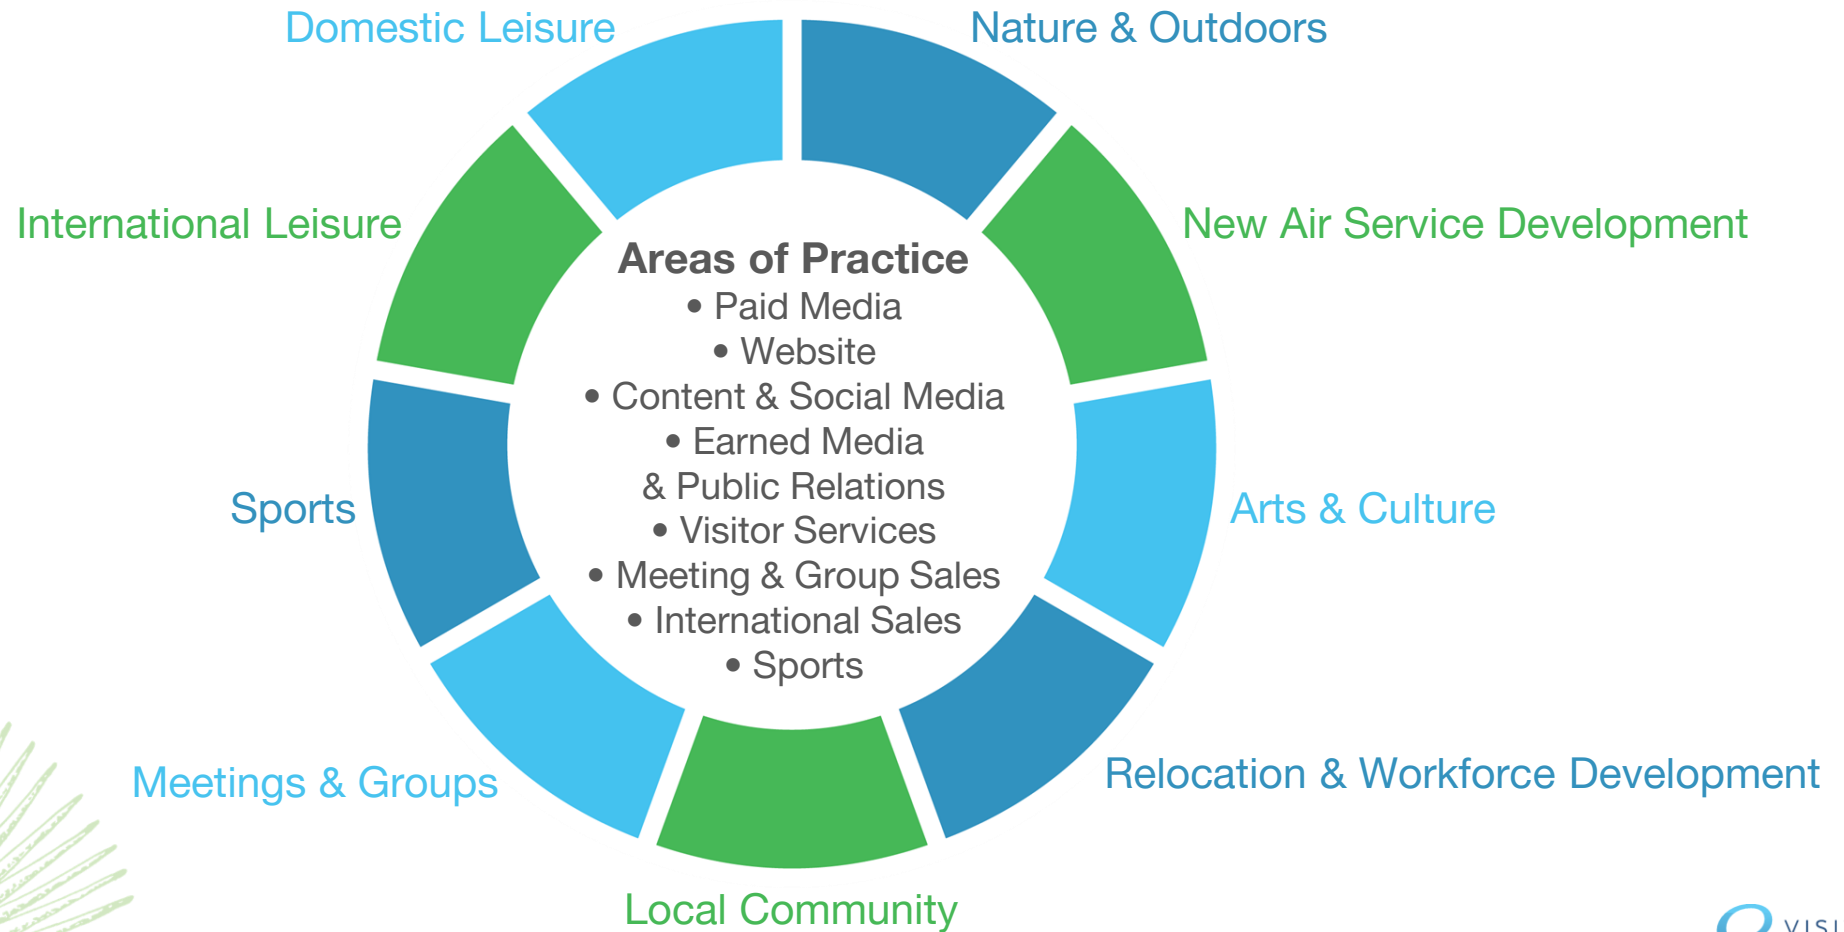 Domestic Leisure
Nature & Outdoors
International Leisure
New Air Service Development
Areas of Practice
• Paid Media
• Website
• Content & Social Media
• Earned Media
& Public Relations
• Visitor Services
• Meeting & Group Sales
• International Sales
• Sports
Sports
Arts & Culture
Meetings & Groups
Relocation & Workforce Development
Local Community